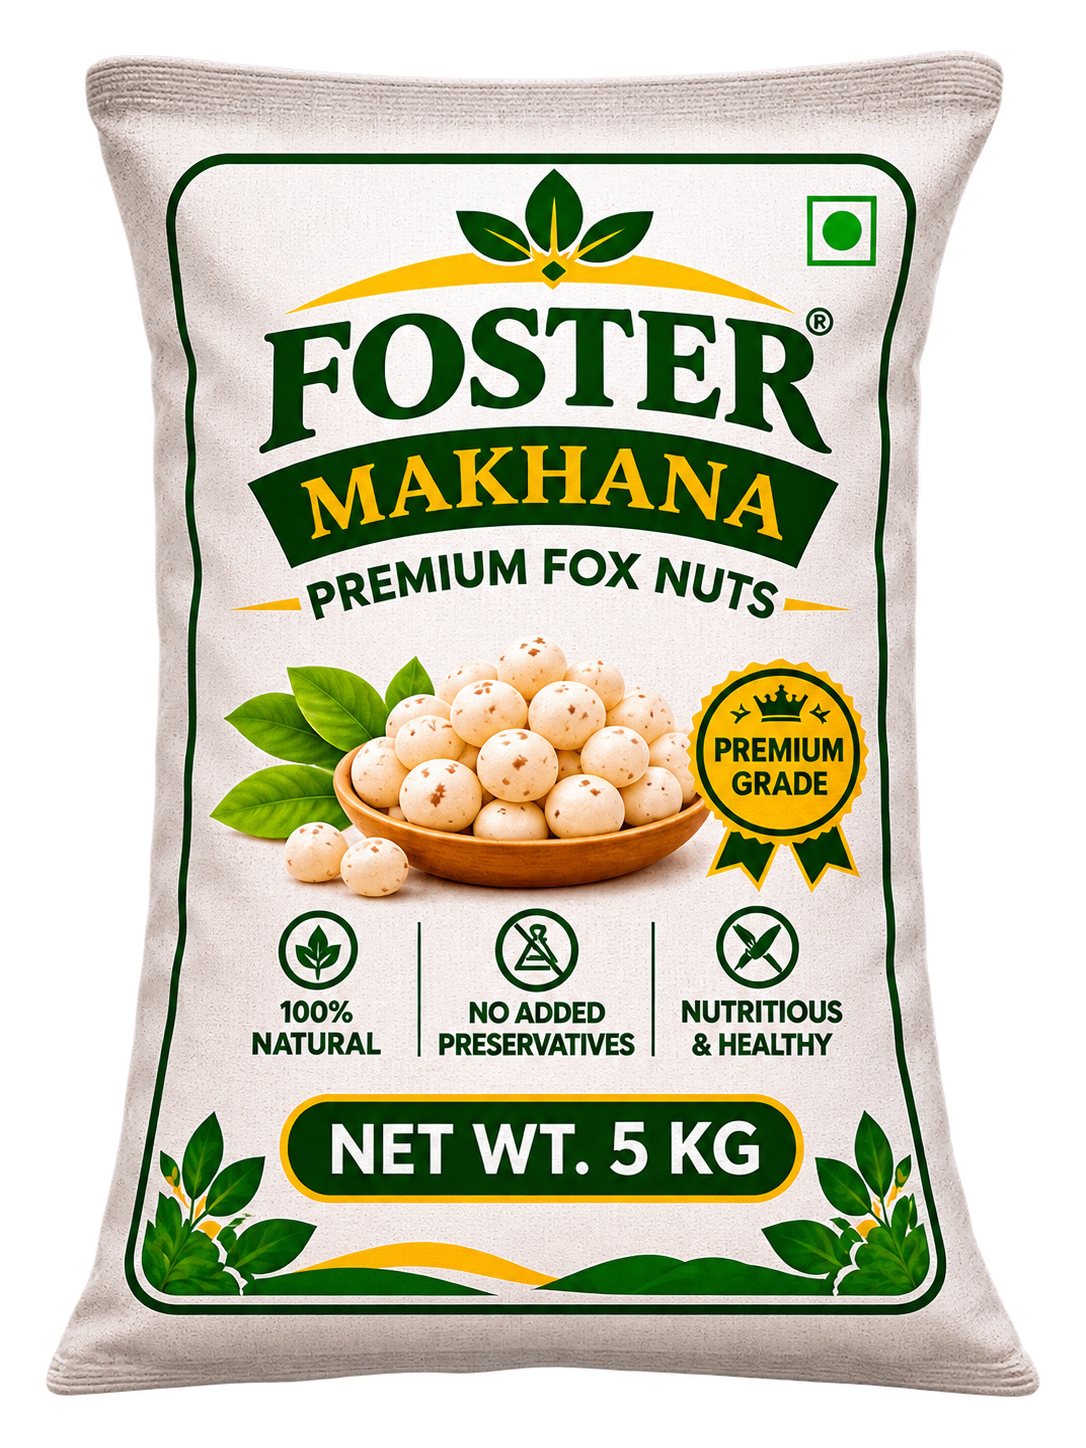 FOSTER®
MAKHANA
PREMIUM FOX NUTS
PREMIUM
GRADE
100%
NATURAL
NO ADDED
PRESERVATIVES
NUTRITIOUS
& HEALTHY
NET WT. 5 KG